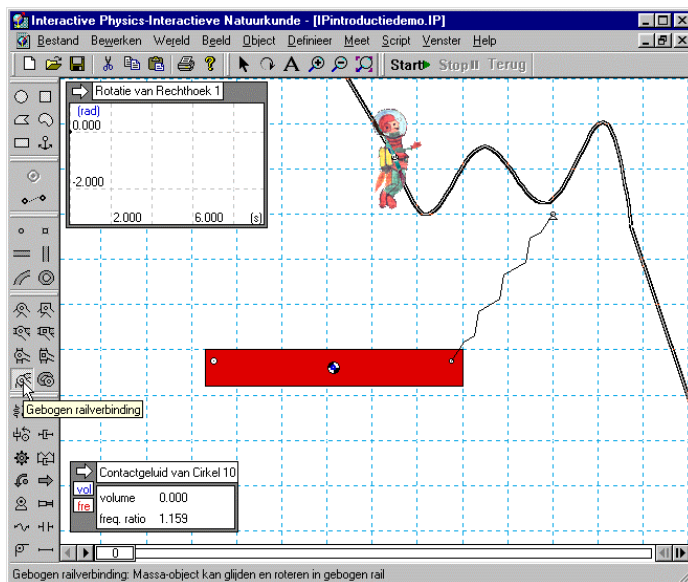 Interactive Physics-Interactieve Natuurkunde - [IPintroductiedemo.IP]
Bestand Bewerken Wereld Beeld Object Definieer Meet Script Venster Help
A Start Stop Terug
Rotatie van Rechthoek 1
(rad)
0.000
-2.000
2.000 6.000 (s)
Gebogen railverbinding
Contactgeluid van Cirkel 10
vol
volume 0.000
fre
freq. ratio 1.159
0
Gebogen railverbinding: Massa-object kan glijden en roteren in gebogen rail